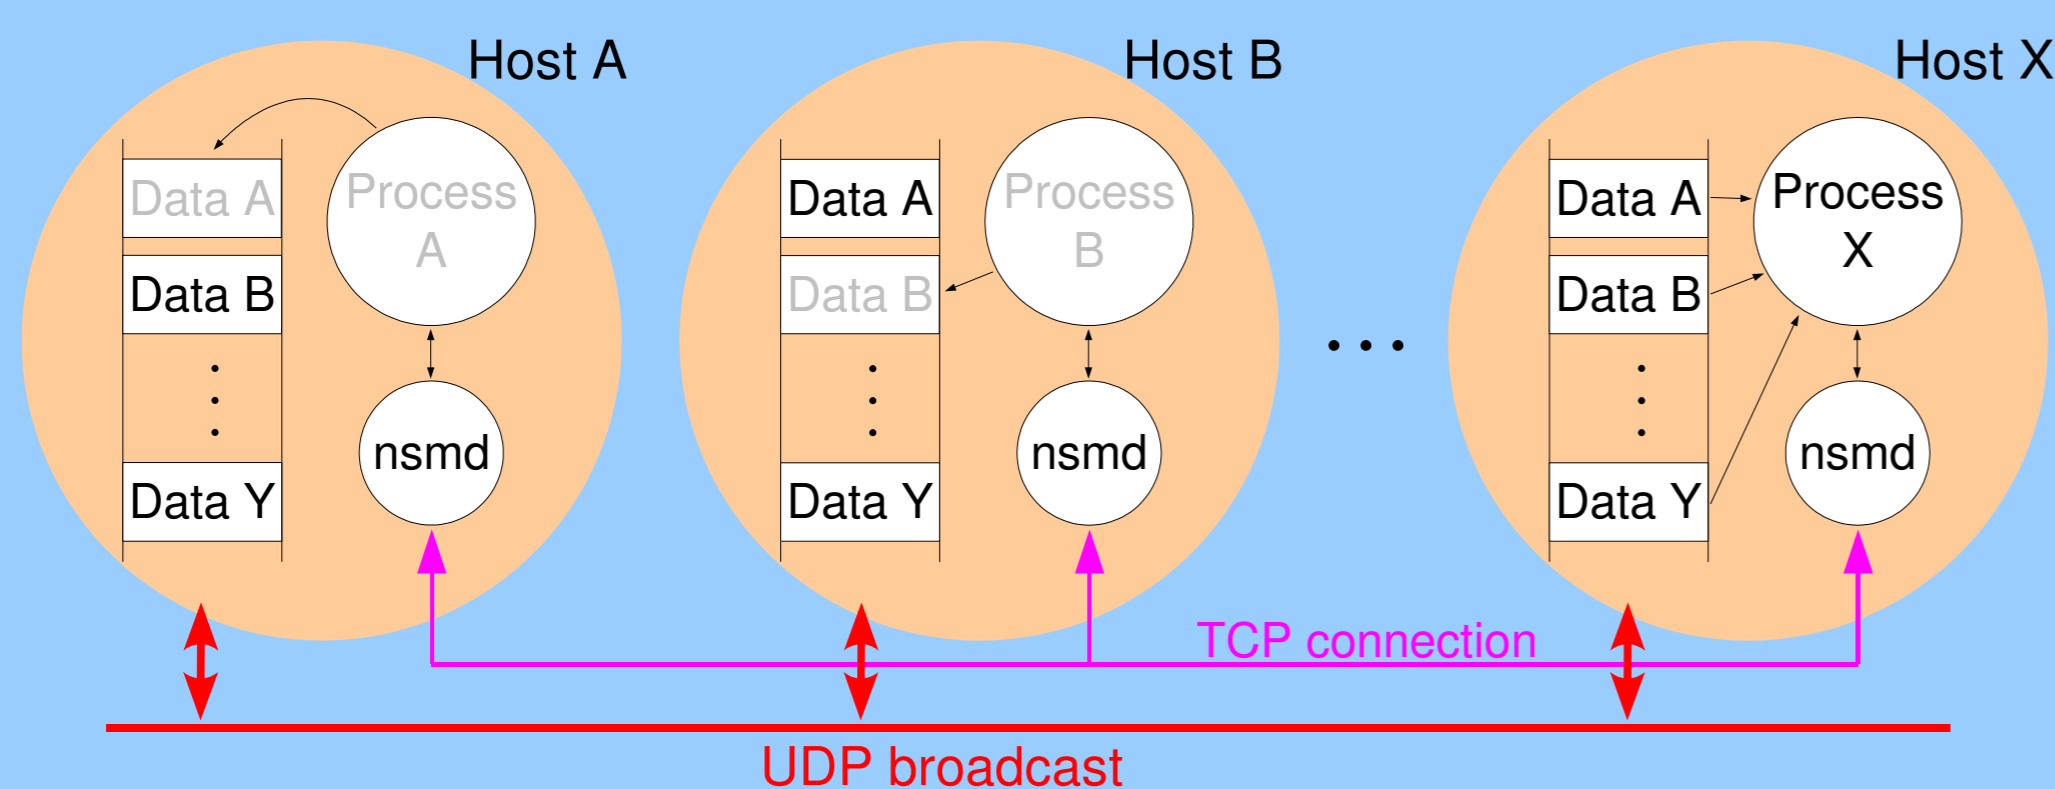 Host A
Data A
Process
A
Data B
nsmd
Data Y
Host B
Data A
Process
B
Data B
nsmd
Data Y
Host X
Data A
Process
X
Data B
nsmd
Data Y
TCP connection
UDP broadcast